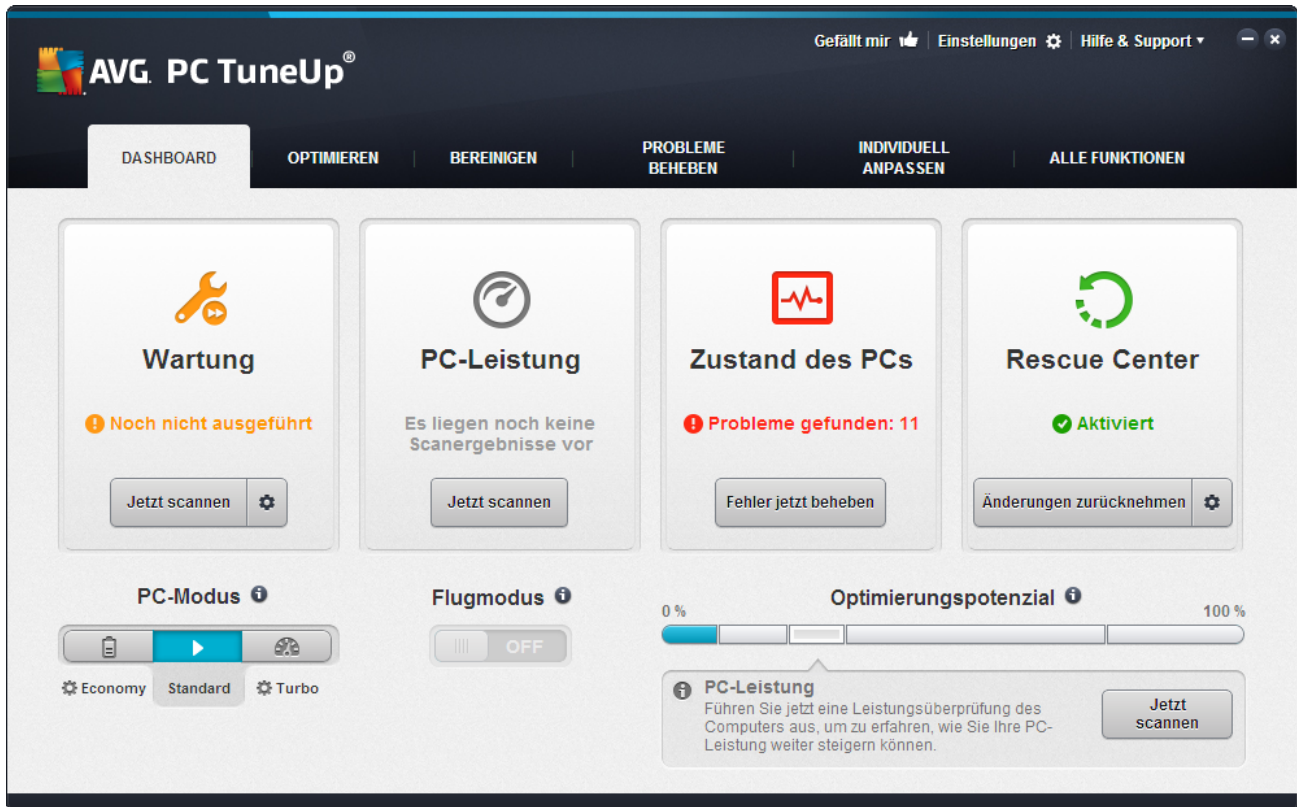 Gefällt mir
Einstellungen
Hilfe & Support
AVG. PC TuneUp®
DASHBOARD
OPTIMIEREN
BEREINIGEN
PROBLEME
BEHEBEN
INDIVIDUELL
ANPASSEN
ALLE FUNKTIONEN
Wartung
Noch nicht ausgeführt
Jetzt scannen
PC-Leistung
Es liegen noch keine
Scanergebnisse vor
Jetzt scannen
Zustand des PCs
Probleme gefunden: 11
Fehler jetzt beheben
Rescue Center
Aktiviert
Änderungen zurücknehmen
PC-Modus
Economy
Standard
Turbo
Flugmodus
OFF
Optimierungspotenzial
0 %
100 %
PC-Leistung
Führen Sie jetzt eine Leistungsüberprüfung des
Computers aus, um zu erfahren, wie Sie Ihre PC-
Leistung weiter steigern können.
Jetzt
scannen